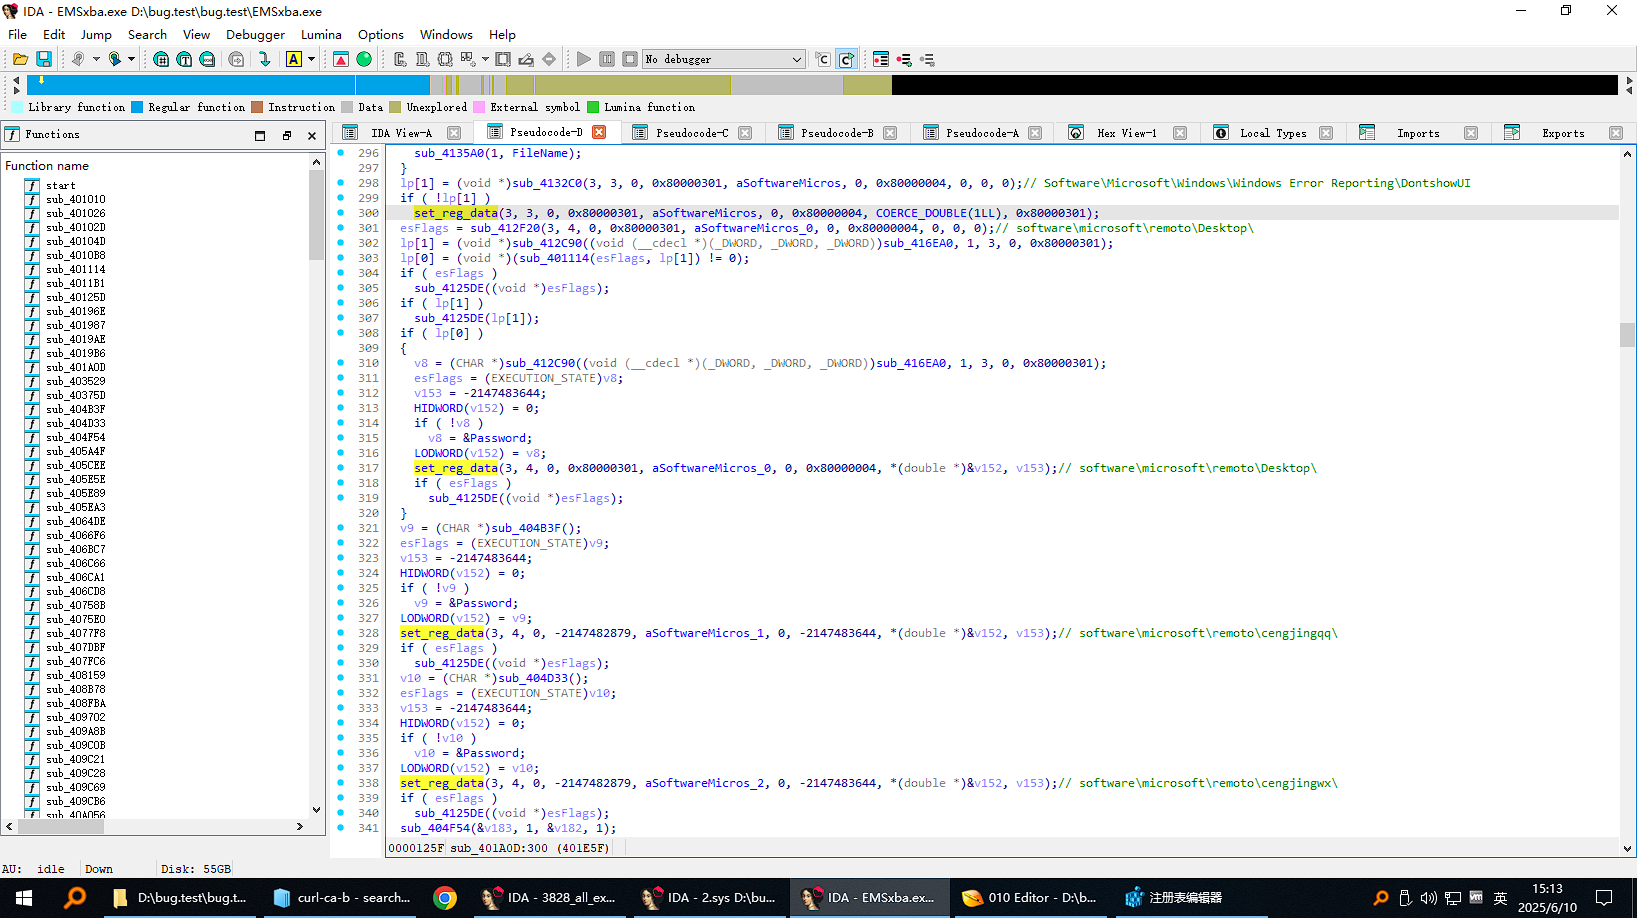 IDA - EMSxba.exe D:\bug.test\bug.test\EMSxba.exe
File Edit Jump Search View Debugger Lumina Options Windows Help
No debugger
Library function Regular function Instruction Data Unexplored External symbol Lumina function
Functions
IDA View-A Pseudocode-D Pseudocode-C Pseudocode-B Pseudocode-A Hex View-1 Local Types Imports Exports
Function name
start
sub_401010
sub_401026
sub_40102D
sub_40104D
sub_4010B8
sub_401114
sub_4011B1
sub_40125D
sub_40196E
sub_401987
sub_4019AE
sub_4019B6
sub_401A0D
sub_403529
sub_40375D
sub_404B3F
sub_404D33
sub_404F54
sub_405A4F
sub_405CEE
sub_405E5E
sub_405E89
sub_405EA3
sub_4064DE
sub_4066F6
sub_406BC7
sub_406C66
sub_406CA1
sub_406CD8
sub_40758B
sub_4075E0
sub_4077F8
sub_407DBF
sub_407FC6
sub_408159
sub_408B78
sub_408FBA
sub_409702
sub_409A8B
sub_409C0B
sub_409C21
sub_409C28
sub_409C69
sub_409CB6
sub_40A056
296 sub_4135A0(1, FileName);
297 }
298 lp[1] = (void *)sub_4132C0(3, 3, 0, 0x80000301, aSoftwareMicros, 0, 0x80000004, 0, 0, 0);// Software\Microsoft\Windows\Windows Error Reporting\DontshowUI
299 if ( !lp[1] )
300 set_reg_data(3, 3, 0, 0x80000301, aSoftwareMicros, 0, 0x80000004, COERCE_DOUBLE(1LL), 0x80000301);
301 esFlags = sub_412F20(3, 4, 0, 0x80000301, aSoftwareMicros_0, 0, 0x80000004, 0, 0, 0);// software\microsoft\remoto\Desktop\
302 lp[1] = (void *)sub_412C90((void (__cdecl *)(_DWORD, _DWORD, _DWORD))sub_416EA0, 1, 3, 0, 0x80000301);
303 lp[0] = (void *)(sub_401114(esFlags, lp[1]) != 0);
304 if ( esFlags )
305 sub_4125DE((void *)esFlags);
306 if ( lp[1] )
307 sub_4125DE(lp[1]);
308 if ( lp[0] )
309 {
310 v8 = (CHAR *)sub_412C90((void (__cdecl *)(_DWORD, _DWORD, _DWORD))sub_416EA0, 1, 3, 0, 0x80000301);
311 esFlags = (EXECUTION_STATE)v8;
312 v153 = -2147483644;
313 HIDWORD(v152) = 0;
314 if ( !v8 )
315 v8 = &Password;
316 LODWORD(v152) = v8;
317 set_reg_data(3, 4, 0, 0x80000301, aSoftwareMicros_0, 0, 0x80000004, *(double *)&v152, v153);// software\microsoft\remoto\Desktop\
318 if ( esFlags )
319 sub_4125DE((void *)esFlags);
320 }
321 v9 = (CHAR *)sub_404B3F();
322 esFlags = (EXECUTION_STATE)v9;
323 v153 = -2147483644;
324 HIDWORD(v152) = 0;
325 if ( !v9 )
326 v9 = &Password;
327 LODWORD(v152) = v9;
328 set_reg_data(3, 4, 0, -2147482879, aSoftwareMicros_1, 0, -2147483644, *(double *)&v152, v153);// software\microsoft\remoto\cengjingqq\
329 if ( esFlags )
330 sub_4125DE((void *)esFlags);
331 v10 = (CHAR *)sub_404D33();
332 esFlags = (EXECUTION_STATE)v10;
333 v153 = -2147483644;
334 HIDWORD(v152) = 0;
335 if ( !v10 )
336 v10 = &Password;
337 LODWORD(v152) = v10;
338 set_reg_data(3, 4, 0, -2147482879, aSoftwareMicros_2, 0, -2147483644, *(double *)&v152, v153);// software\microsoft\remoto\cengjingwx\
339 if ( esFlags )
340 sub_4125DE((void *)esFlags);
341 sub_404F54(&v183, 1, &v182, 1);
0000125F sub_401A0D:300 (401E5F)
AU: idle Down Disk: 55GB
D:\bug.test\bug.t... curl-ca-b - search... IDA - 3828_all_ex... IDA - 2.sys D:\bu... IDA - EMSxba.ex... 010 Editor - D:\b... 注册表编辑器 英 15:13
2025/6/10